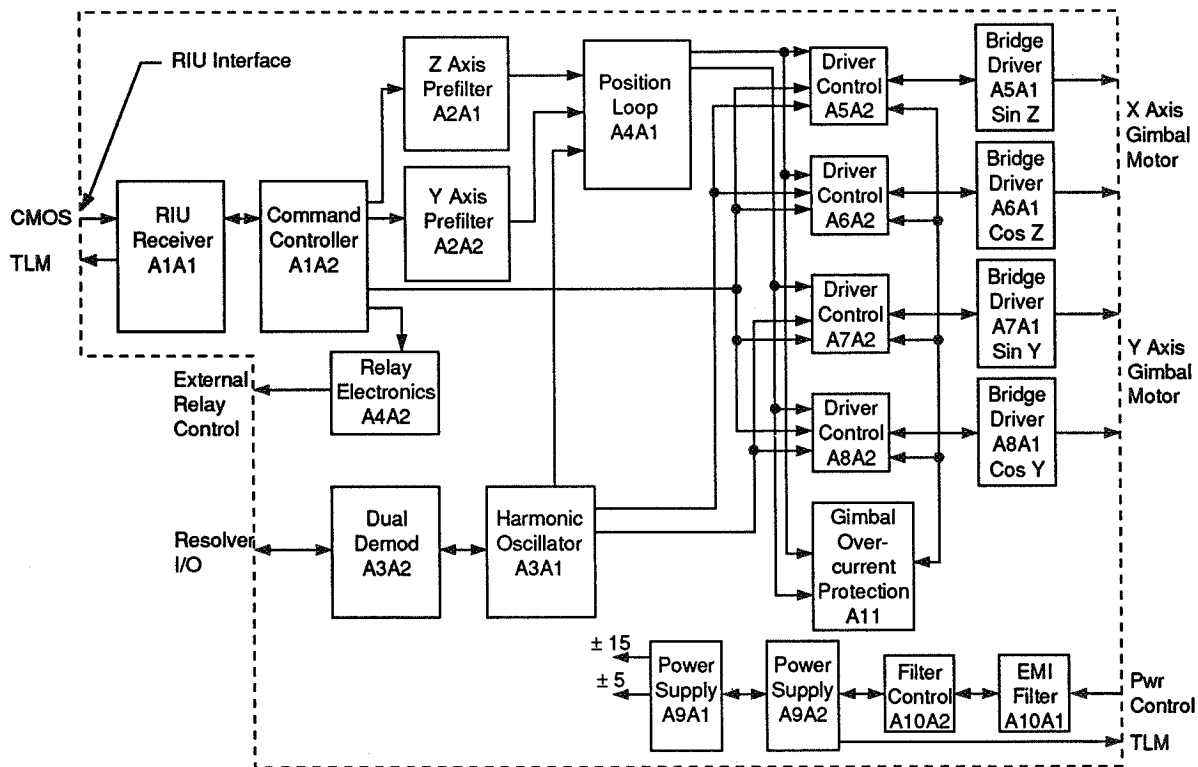 RIU Interface
CMOS
TLM
RIU
Receiver
A1A1
Command
Controller
A1A2
Z Axis
Prefilter
A2A1
Y Axis
Prefilter
A2A2
Position
Loop
A4A1
Driver
Control
A5A2
Bridge
Driver
A5A1
Sin Z
X Axis
Gimbal
Motor
Driver
Control
A6A2
Bridge
Driver
A6A1
Cos Z
Driver
Control
A7A2
Bridge
Driver
A7A1
Sin Y
Y Axis
Gimbal
Motor
Driver
Control
A8A2
Bridge
Driver
A8A1
Cos Y
External
Relay
Control
Relay
Electronics
A4A2
Resolver
I/O
Dual
Demod
A3A2
Harmonic
Oscillator
A3A1
Gimbal
Over-
current
Protection
A11
± 15
± 5
Power
Supply
A9A1
Power
Supply
A9A2
Filter
Control
A10A2
EMI
Filter
A10A1
Pwr
Control
TLM